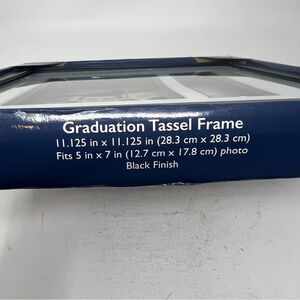 Graduation Tassel Frame
11.125 in x 11.125 in (28.3 cm x 28.3 cm)
Fits 5 in x 7 in (12.7 cm x 17.8 cm) photo
Black Finish